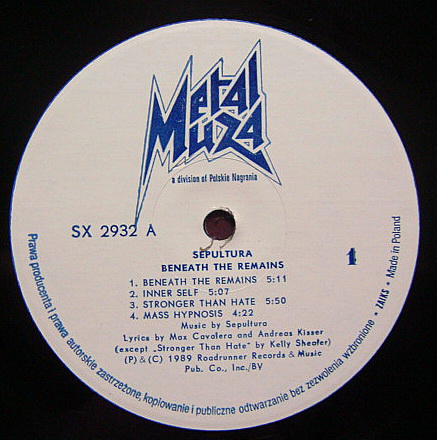 Metal
Muza
a division of Polskie Nagrania
SX 2932 A
SEPULTURA
BENEATH THE REMAINS
1
1. BENEATH THE REMAINS 5:11
2. INNER SELF 5:07
3. STRONGER THAN HATE 5:50
4. MASS HYPNOSIS 4:22
Music by Sepultura
Lyrics by Max Cavalera and Andreas Kisser
(except „Stronger Than Hate" by Kelly Sheafer)
(P) & (C) 1989 Roadrunner Records & Music
Pub. Co., Inc./BV
Prawa producenta i prawa autorskie zastrzeżone, kopiowanie i publiczne odtwarzanie bez zezwolenia wzbronione • ZAIKS • Made in Poland